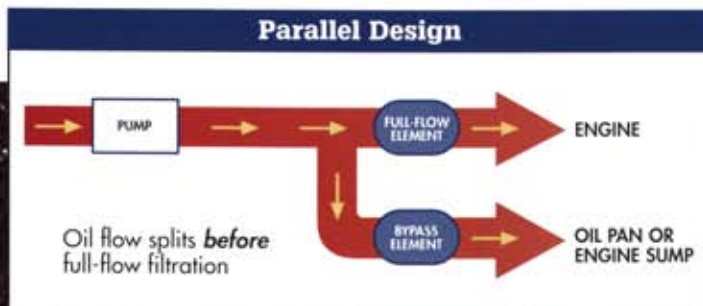 Parallel Design
PUMP
FULL-FLOW
ELEMENT
ENGINE
BYPASS
ELEMENT
OIL PAN OR
ENGINE SUMP
Oil flow splits before
full-flow filtration